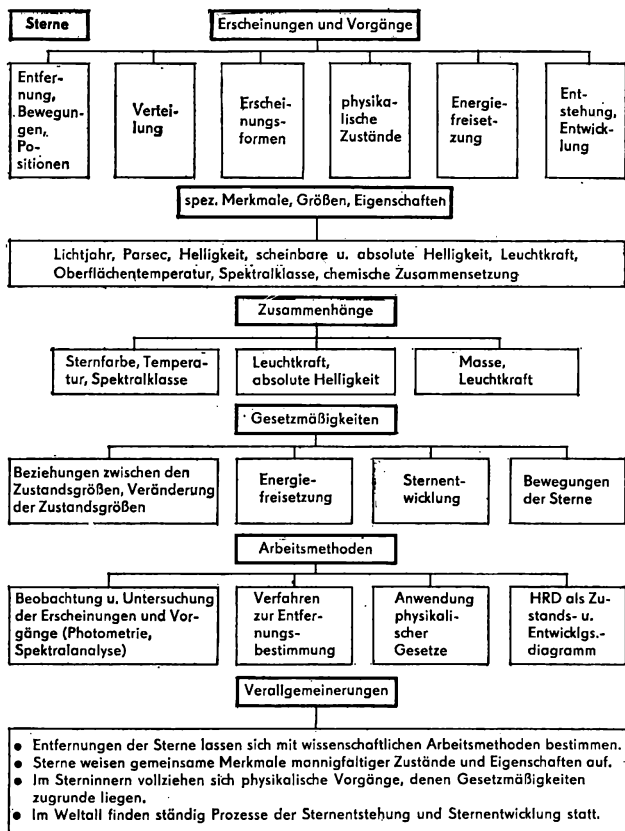 Sterne
Erscheinungen und Vorgänge
Entfer-
nung,
Bewegun-
gen,
Po-
sitionen
Vertei-
lung
Erschei-
nungs-
formen
physika-
lische
Zustände
Energie-
freiset-
zung
Ent-
stehung,
Entwick-
lung
spez. Merkmale, Größen, Eigenschaften
Lichtjahr, Parsec, Helligkeit, scheinbare u. absolute Helligkeit, Leuchtkraft,
Oberflächentemperatur, Spektralklasse, chemische Zusammensetzung
Zusammenhänge
Sternfarbe, Tempera-
tur, Spektralklasse
Leuchtkraft,
absolute Helligkeit
Masse,
Leuchtkraft
Gesetzmäßigkeiten
Beziehungen zwischen den
Zustandsgrößen, Veränderung
der Zustandsgrößen
Energie-
freisetzung
Sternent-
wicklung
Bewegungen
der Sterne
Arbeitsmethoden
Beobachtung u. Untersuchung
der Erscheinungen und Vor-
gänge (Photometrie,
Spektralanalyse)
Verfahren
zur Entfer-
nungs-
bestimmung
Anwendung
physikali-
scher
Gesetze
HRD als Zu-
stands- u.
Entwicklgs.-
diagramm
Verallgemeinerungen
• Entfernungen der Sterne lassen sich mit wissenschaftlichen Arbeitsmethoden bestimmen.
• Sterne weisen gemeinsame Merkmale mannigfaltiger Zustände und Eigenschaften auf.
• Im Sterninnern vollziehen sich physikalische Vorgänge, denen Gesetzmäßigkeiten
zugrunde liegen.
• Im Weltall finden ständig Prozesse der Sternentstehung und Sternentwicklung statt.